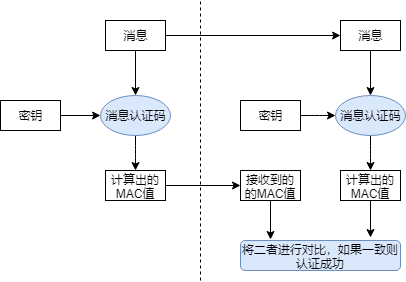 消息
消息
密钥
消息认证码
密钥
消息认证码
计算出的
MAC值
接收到的
的MAC值
计算出的
MAC值
将二者进行对比，如果一致则
认证成功